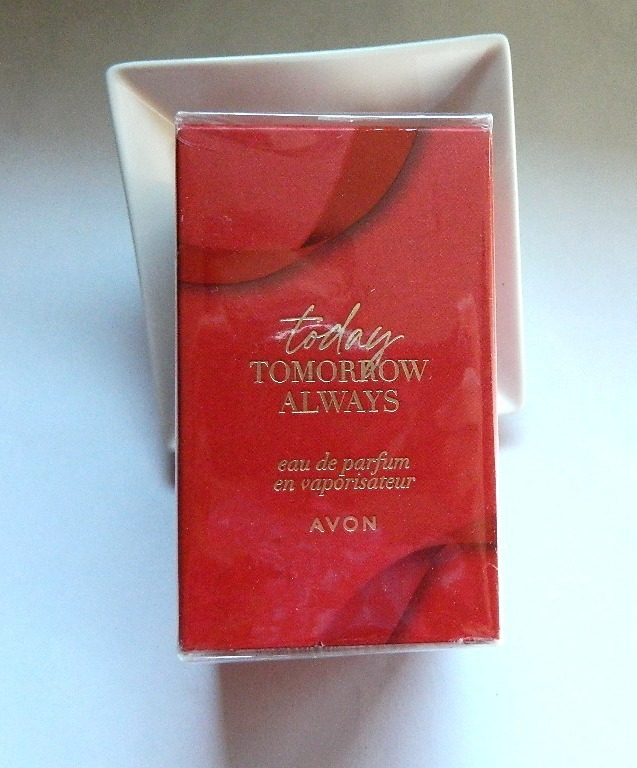 today
TOMORROW
ALWAYS
eau de parfum
en vaporisateur
AVON